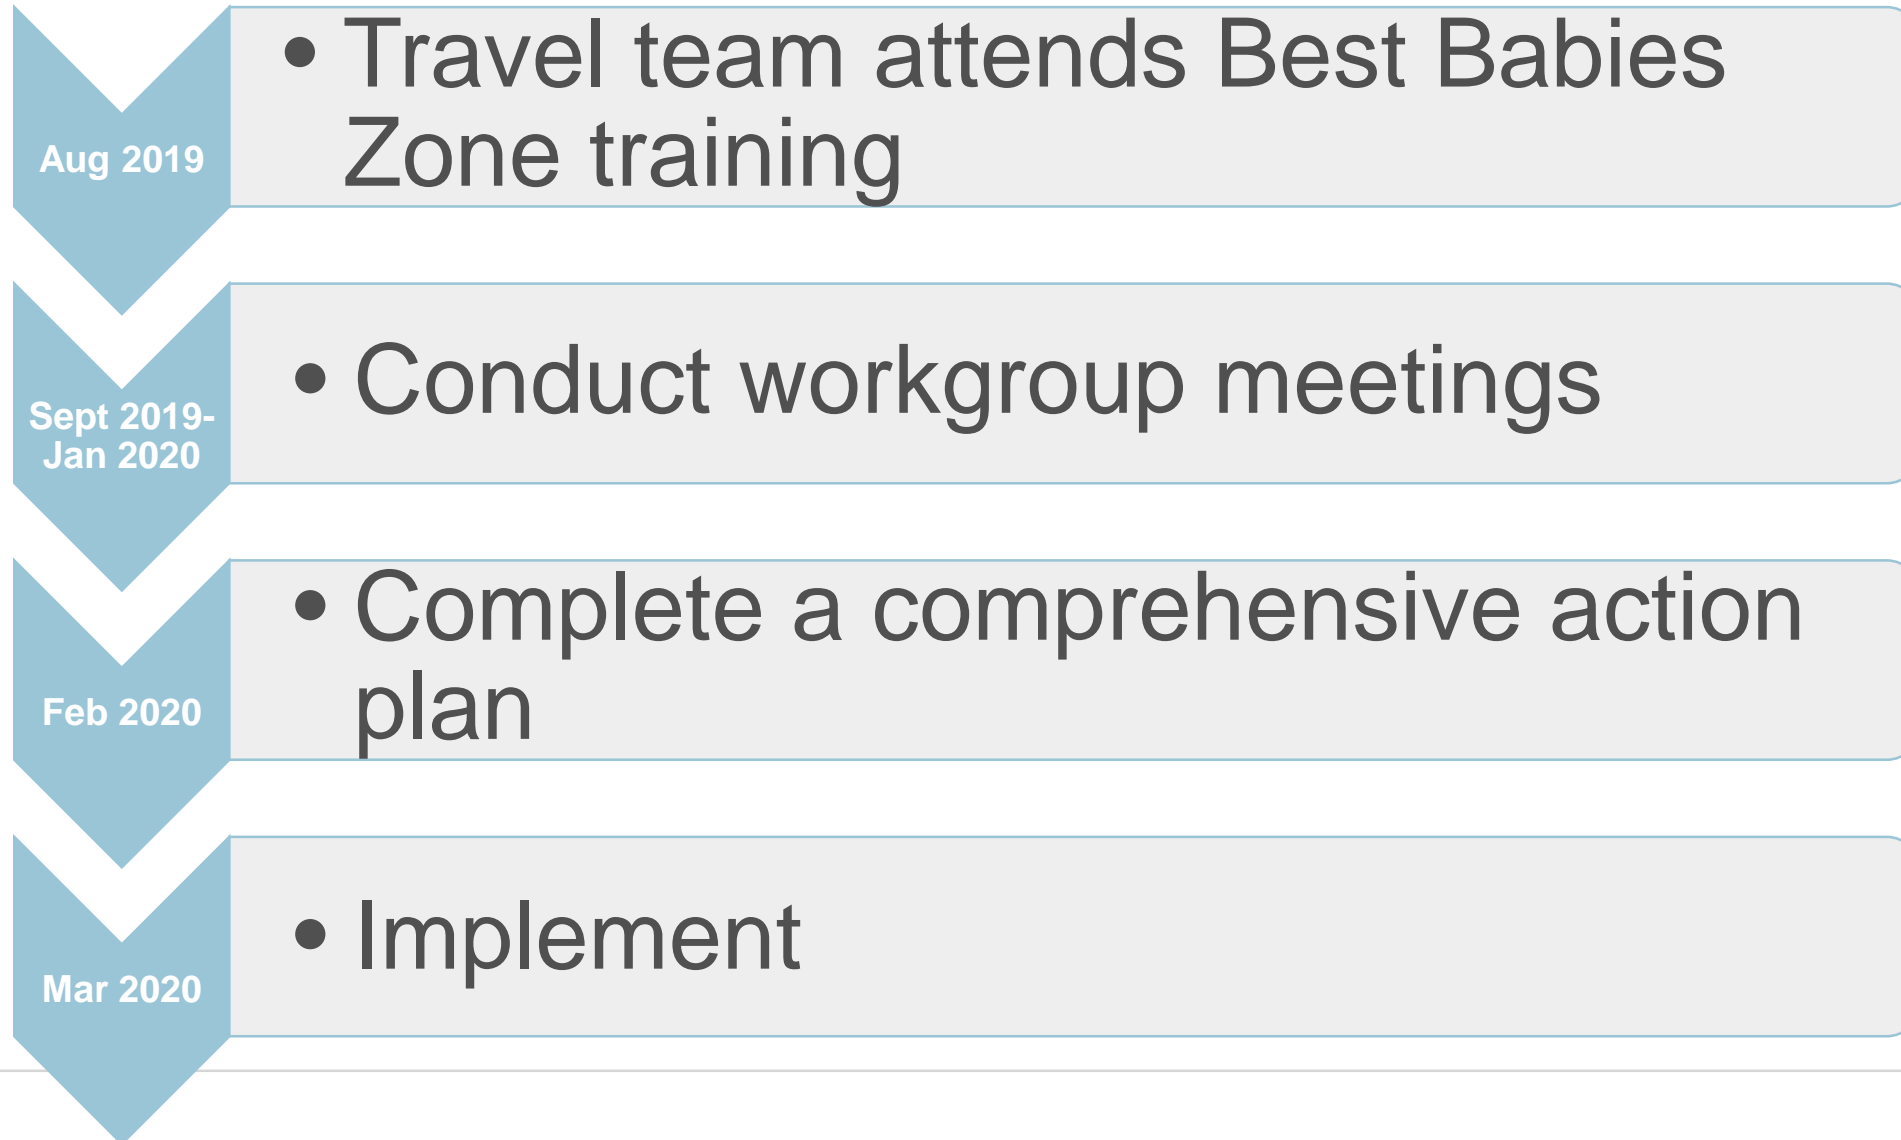 Aug 2019
• Travel team attends Best Babies
Zone training
Sept 2019-
Jan 2020
• Conduct workgroup meetings
Feb 2020
• Complete a comprehensive action
plan
Mar 2020
• Implement